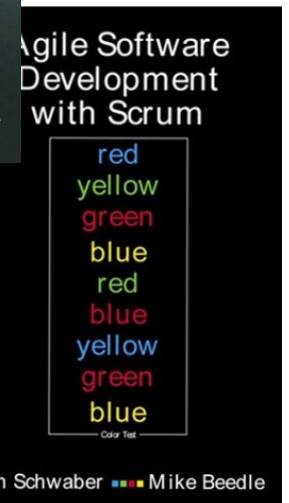 Agile Software
Development
with Scrum
red
yellow
green
blue
red
blue
yellow
green
blue
Color Test
Schwaber Mike Beedle